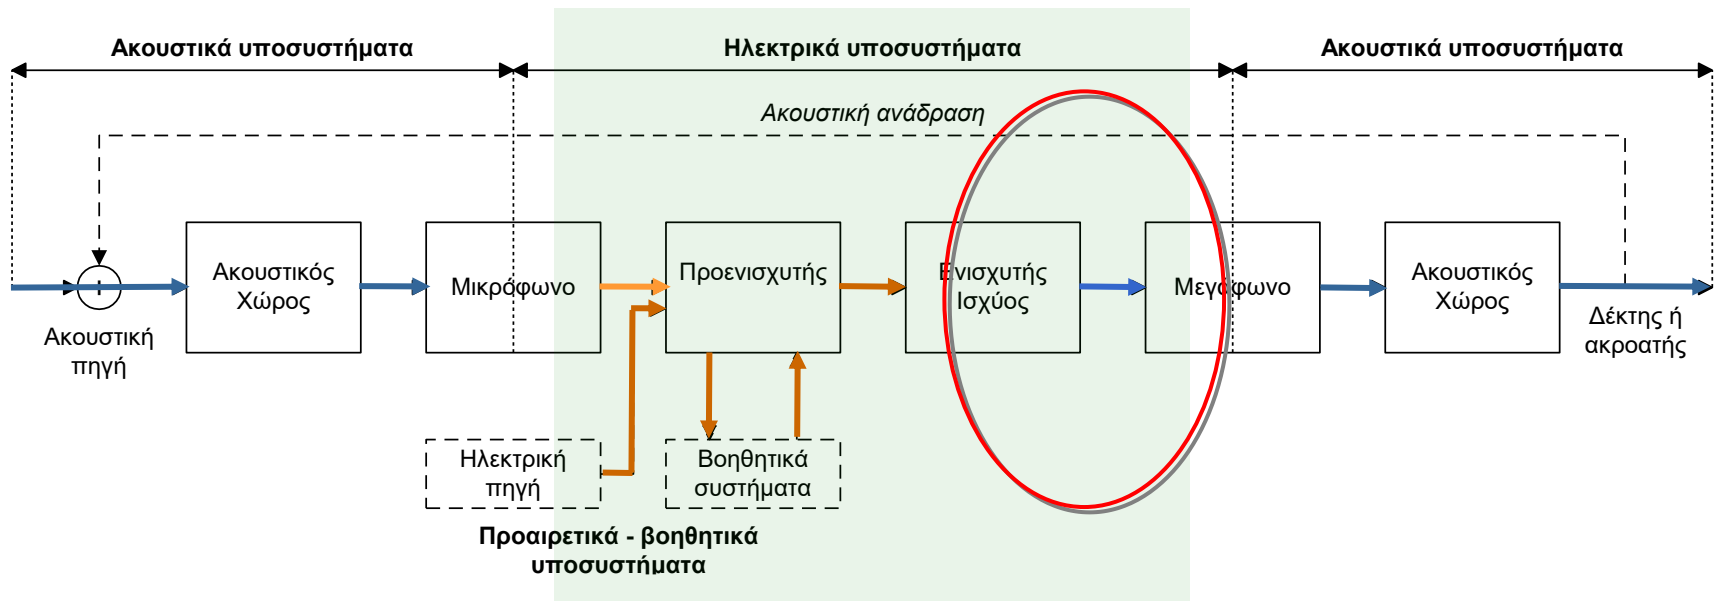 Ακουστικά υποσυστήματα
Ηλεκτρικά υποσυστήματα
Ακουστικά υποσυστήματα
Ακουστική ανάδραση
Ακουστική
πηγή
Ακουστικός
Χώρος
Μικρόφωνο
Προενισχυτής
Ενισχυτής
Ισχύος
Μεγάφωνο
Ακουστικός
Χώρος
Δέκτης ή
ακροατής
Ηλεκτρική
πηγή
Βοηθητικά
συστήματα
Προαιρετικά - βοηθητικά
υποσυστήματα